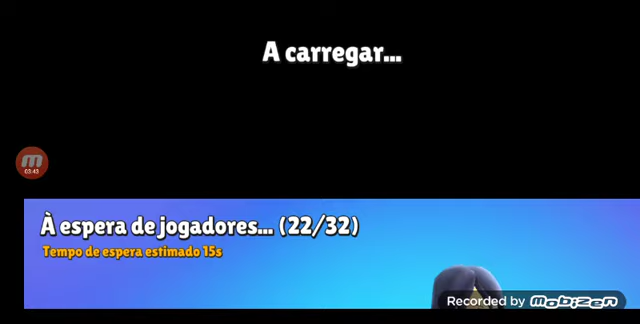 A carregar...
03:43
À espera de jogadores... (22/32)
Tempo de espera estimado 15s
Recorded by Mobizen